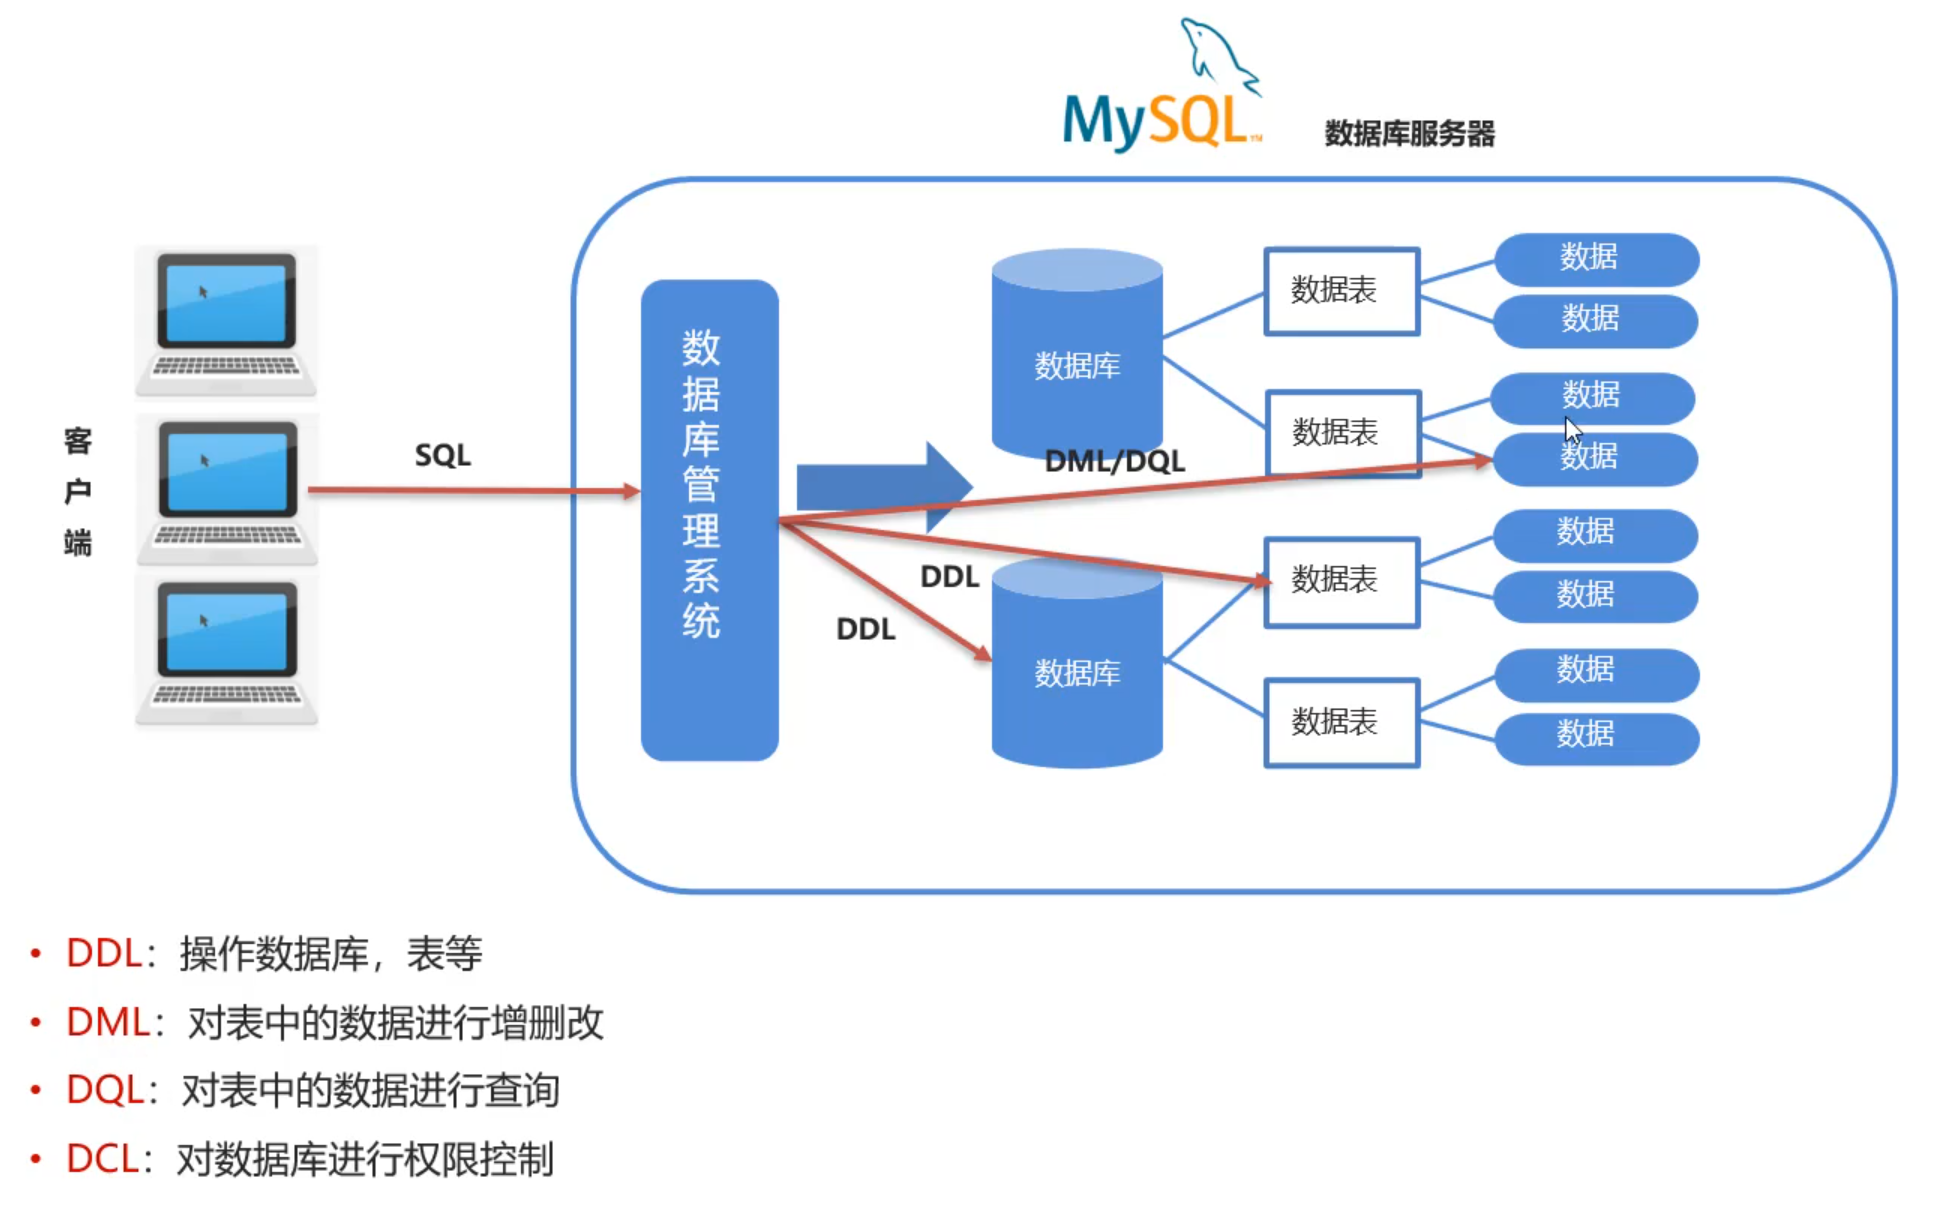 MySQL™
数据库服务器
客户端
SQL
数据库管理系统
数据库
数据表
数据
数据
数据表
数据
数据
DML/DQL
DDL
DDL
数据库
数据表
数据
数据
数据表
数据
数据
• DDL：操作数据库，表等
• DML：对表中的数据进行增删改
• DQL：对表中的数据进行查询
• DCL：对数据库进行权限控制